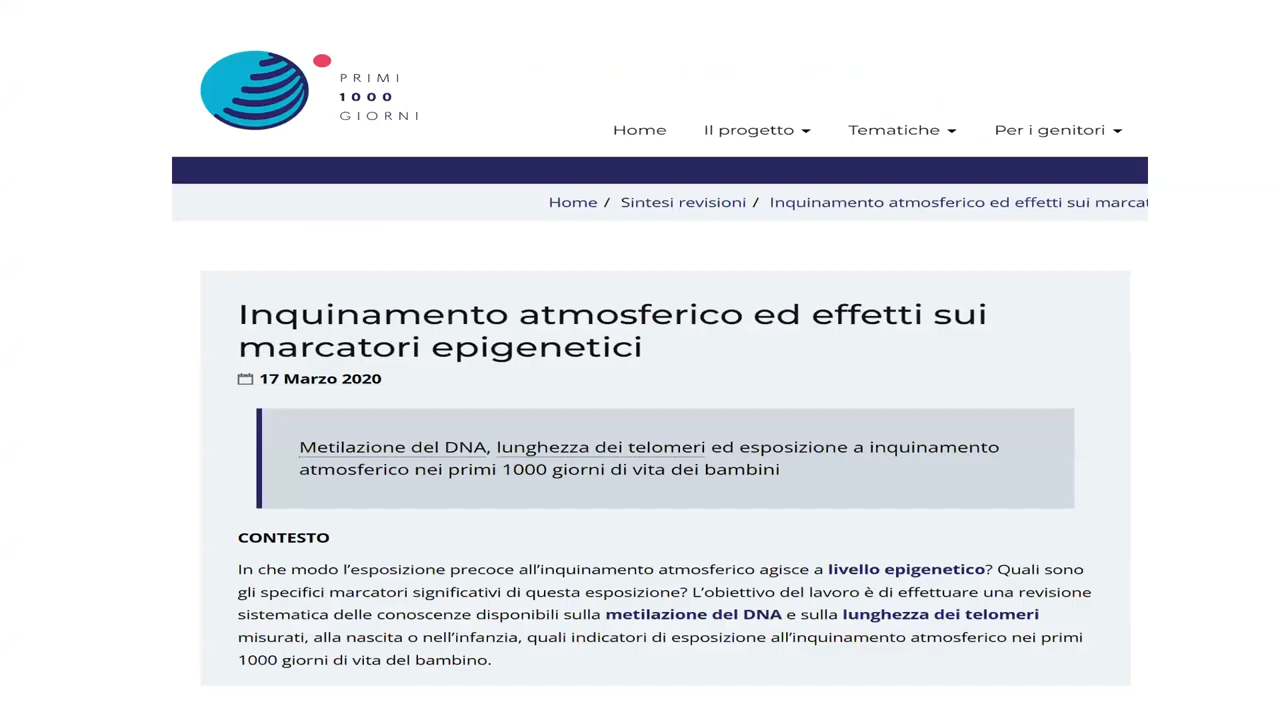 PRIMI
1000
GIORNI
Home Il progetto Tematiche Per i genitori
Home / Sintesi revisioni / Inquinamento atmosferico ed effetti sui marcat
Inquinamento atmosferico ed effetti sui
marcatori epigenetici
17 Marzo 2020
Metilazione del DNA, lunghezza dei telomeri ed esposizione a inquinamento
atmosferico nei primi 1000 giorni di vita dei bambini
CONTESTO
In che modo l’esposizione precoce all’inquinamento atmosferico agisce a livello epigenetico? Quali sono
gli specifici marcatori significativi di questa esposizione? L’obiettivo del lavoro è di effettuare una revisione
sistematica delle conoscenze disponibili sulla metilazione del DNA e sulla lunghezza dei telomeri
misurati, alla nascita o nell’infanzia, quali indicatori di esposizione all’inquinamento atmosferico nei primi
1000 giorni di vita del bambino.